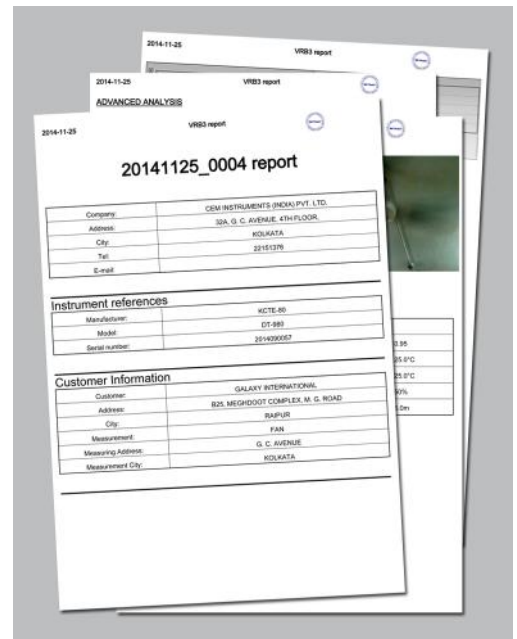 2014-11-25 VRB3 report
2014-11-25 VRB3 report
ADVANCED ANALYSIS
2014-11-25 VRB3 report
20141125_0004 report
Company: CEM INSTRUMENTS (INDIA) PVT. LTD.
Address: 32A, G. C. AVENUE, 4TH FLOOR,
City: KOLKATA
Tel: 22151376
E-mail:
Instrument references
Manufacturer: KCTE-80
Model: DT-980
Serial number: 2014090057
Customer Information
Customer: GALAXY INTERNATIONAL
Address: B25, MEGHDOOT COMPLEX, M. G. ROAD
City: RAIPUR
Measurement: FAN
Measuring Address: G. C. AVENUE
Measurement City: KOLKATA
0.95
25.0°C
25.0°C